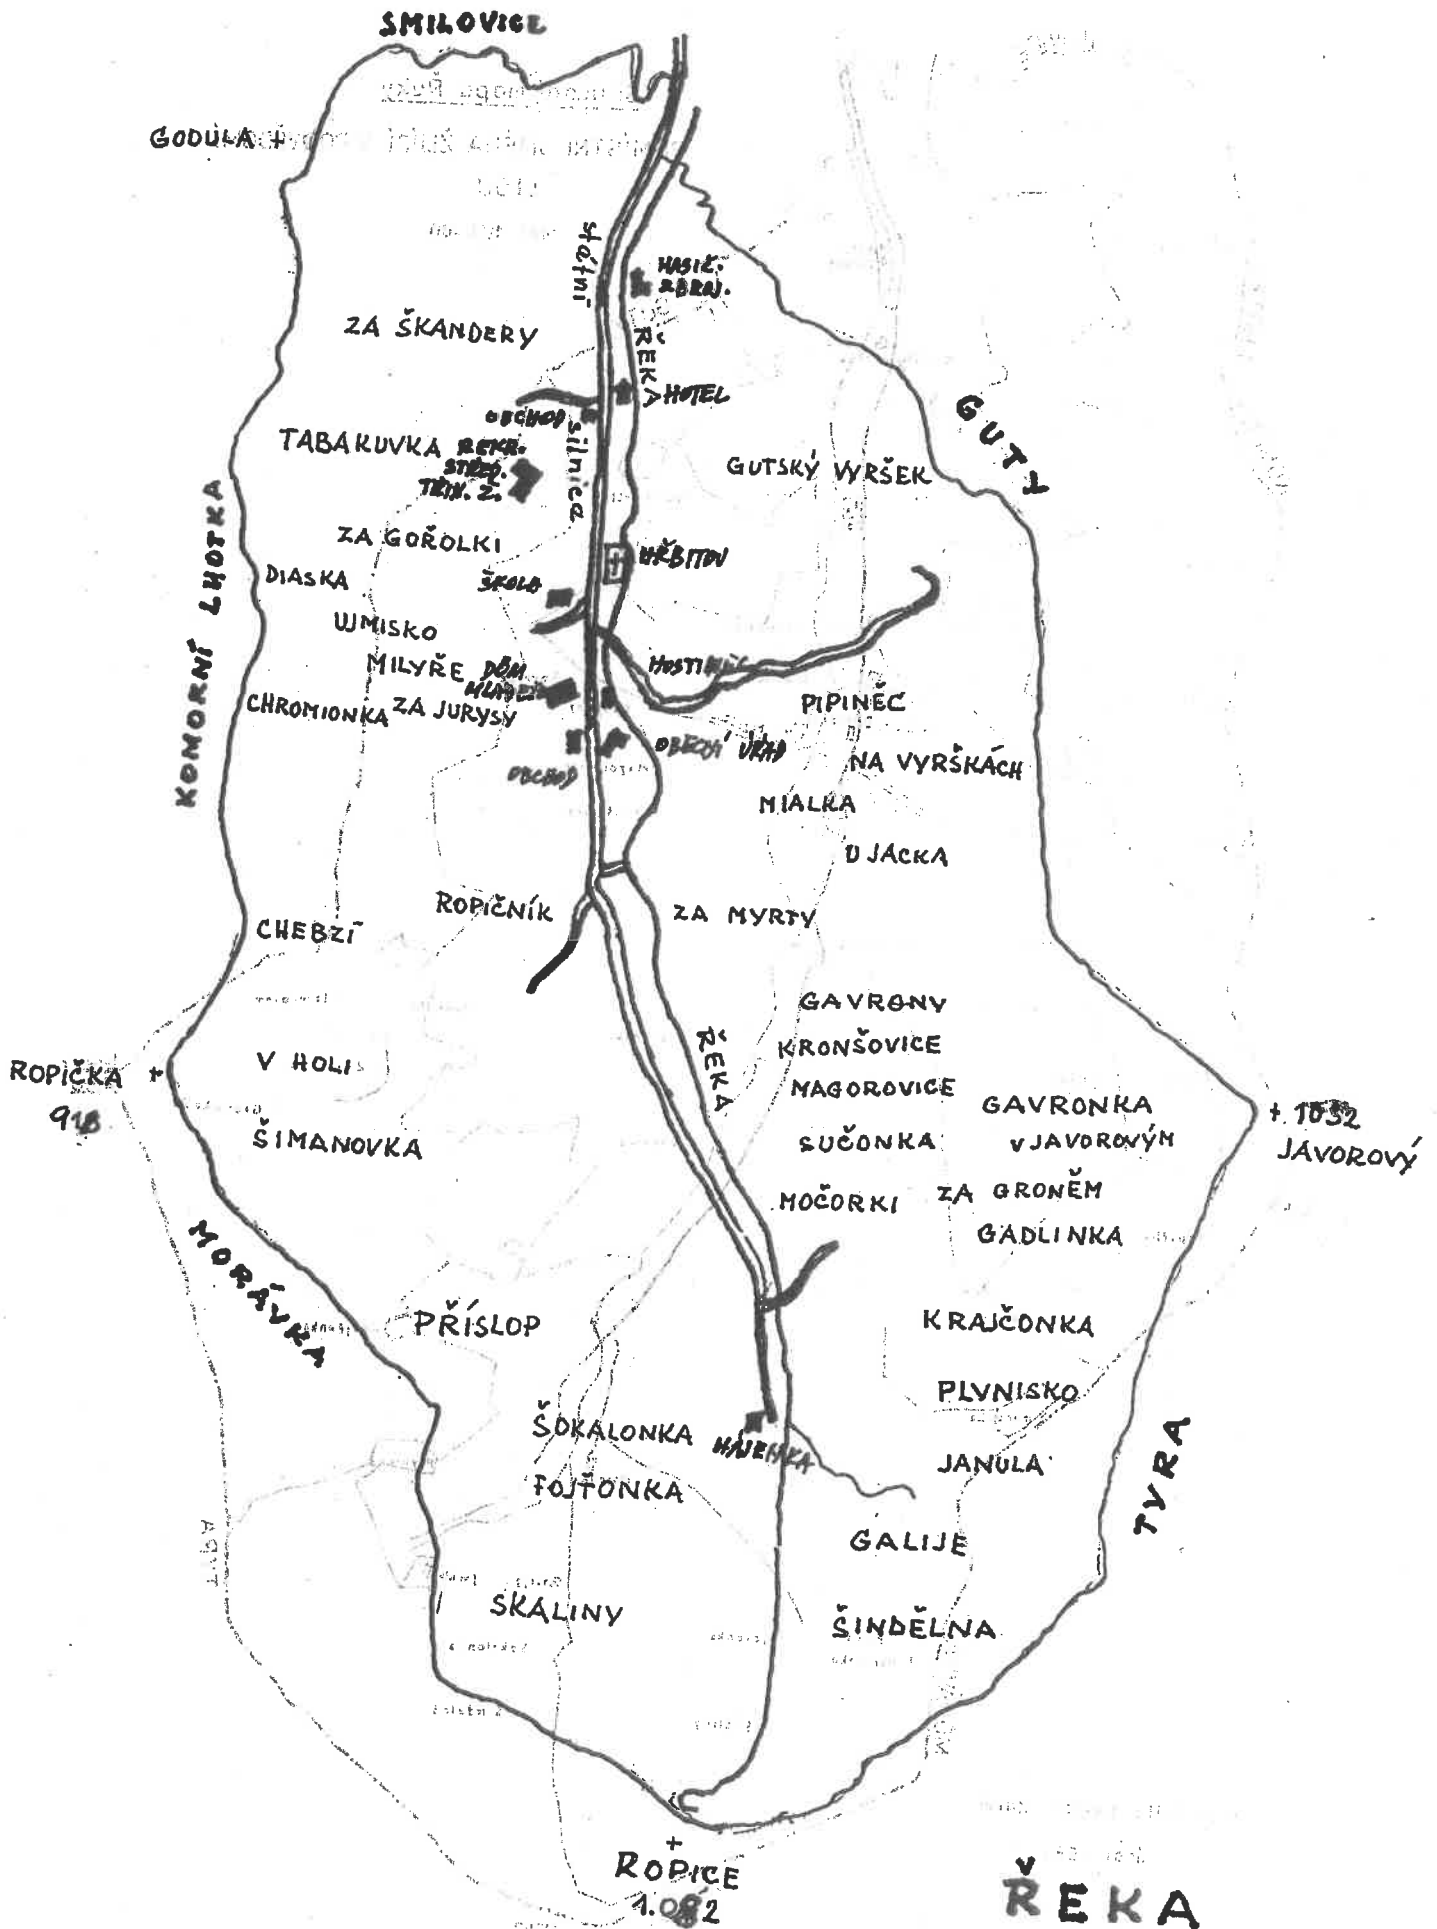 SMILOVICE
GODULA +
státní
HASIČ.
ZBROJ.
ZA ŠKANDERY
ŘEKA
HOTEL
OBCHOD
silnica
GUTY
TABAKUVKA
REKR.
STŘED.
TŘIN. Ž.
GUTSKÝ VYRŠEK
KOMORNÍ LHOTKA
ZA GOŘOLKI
HŘBITOV
DIASKA
ŠKOLA
UMISKO
MILYŘE
DŮM
HOSTINEC
CHROMIONKA
ZA JURYSY
PIPINĚC
OBECNÍ ÚŘAD
OBCHOD
NA VYRŠKÁCH
MIALKA
U JACKA
ROPIČNÍK
ZA MYRTY
CHEBZÍ
GAVRONY
ŘEKA
KRONŠOVICE
V HOLI
ROPIČKA +
918
MAGOROVICE
GAVRONKA
+ 1032
JAVOROVÝ
ŠIMANOVKA
SUČONKA
V JAVOROVÝM
MOČORKI
ZA GRONĚM
GADLINKA
MORÁVKA
PŘÍSLOP
KRAJČONKA
PLVNISKO
ŠOKALONKA
HÁJENKA
JANULA
TYRA
FOJTONKA
GALIJE
SKALINY
ŠINDĚLNA
+
ROPICE
1.082
ŘEKA